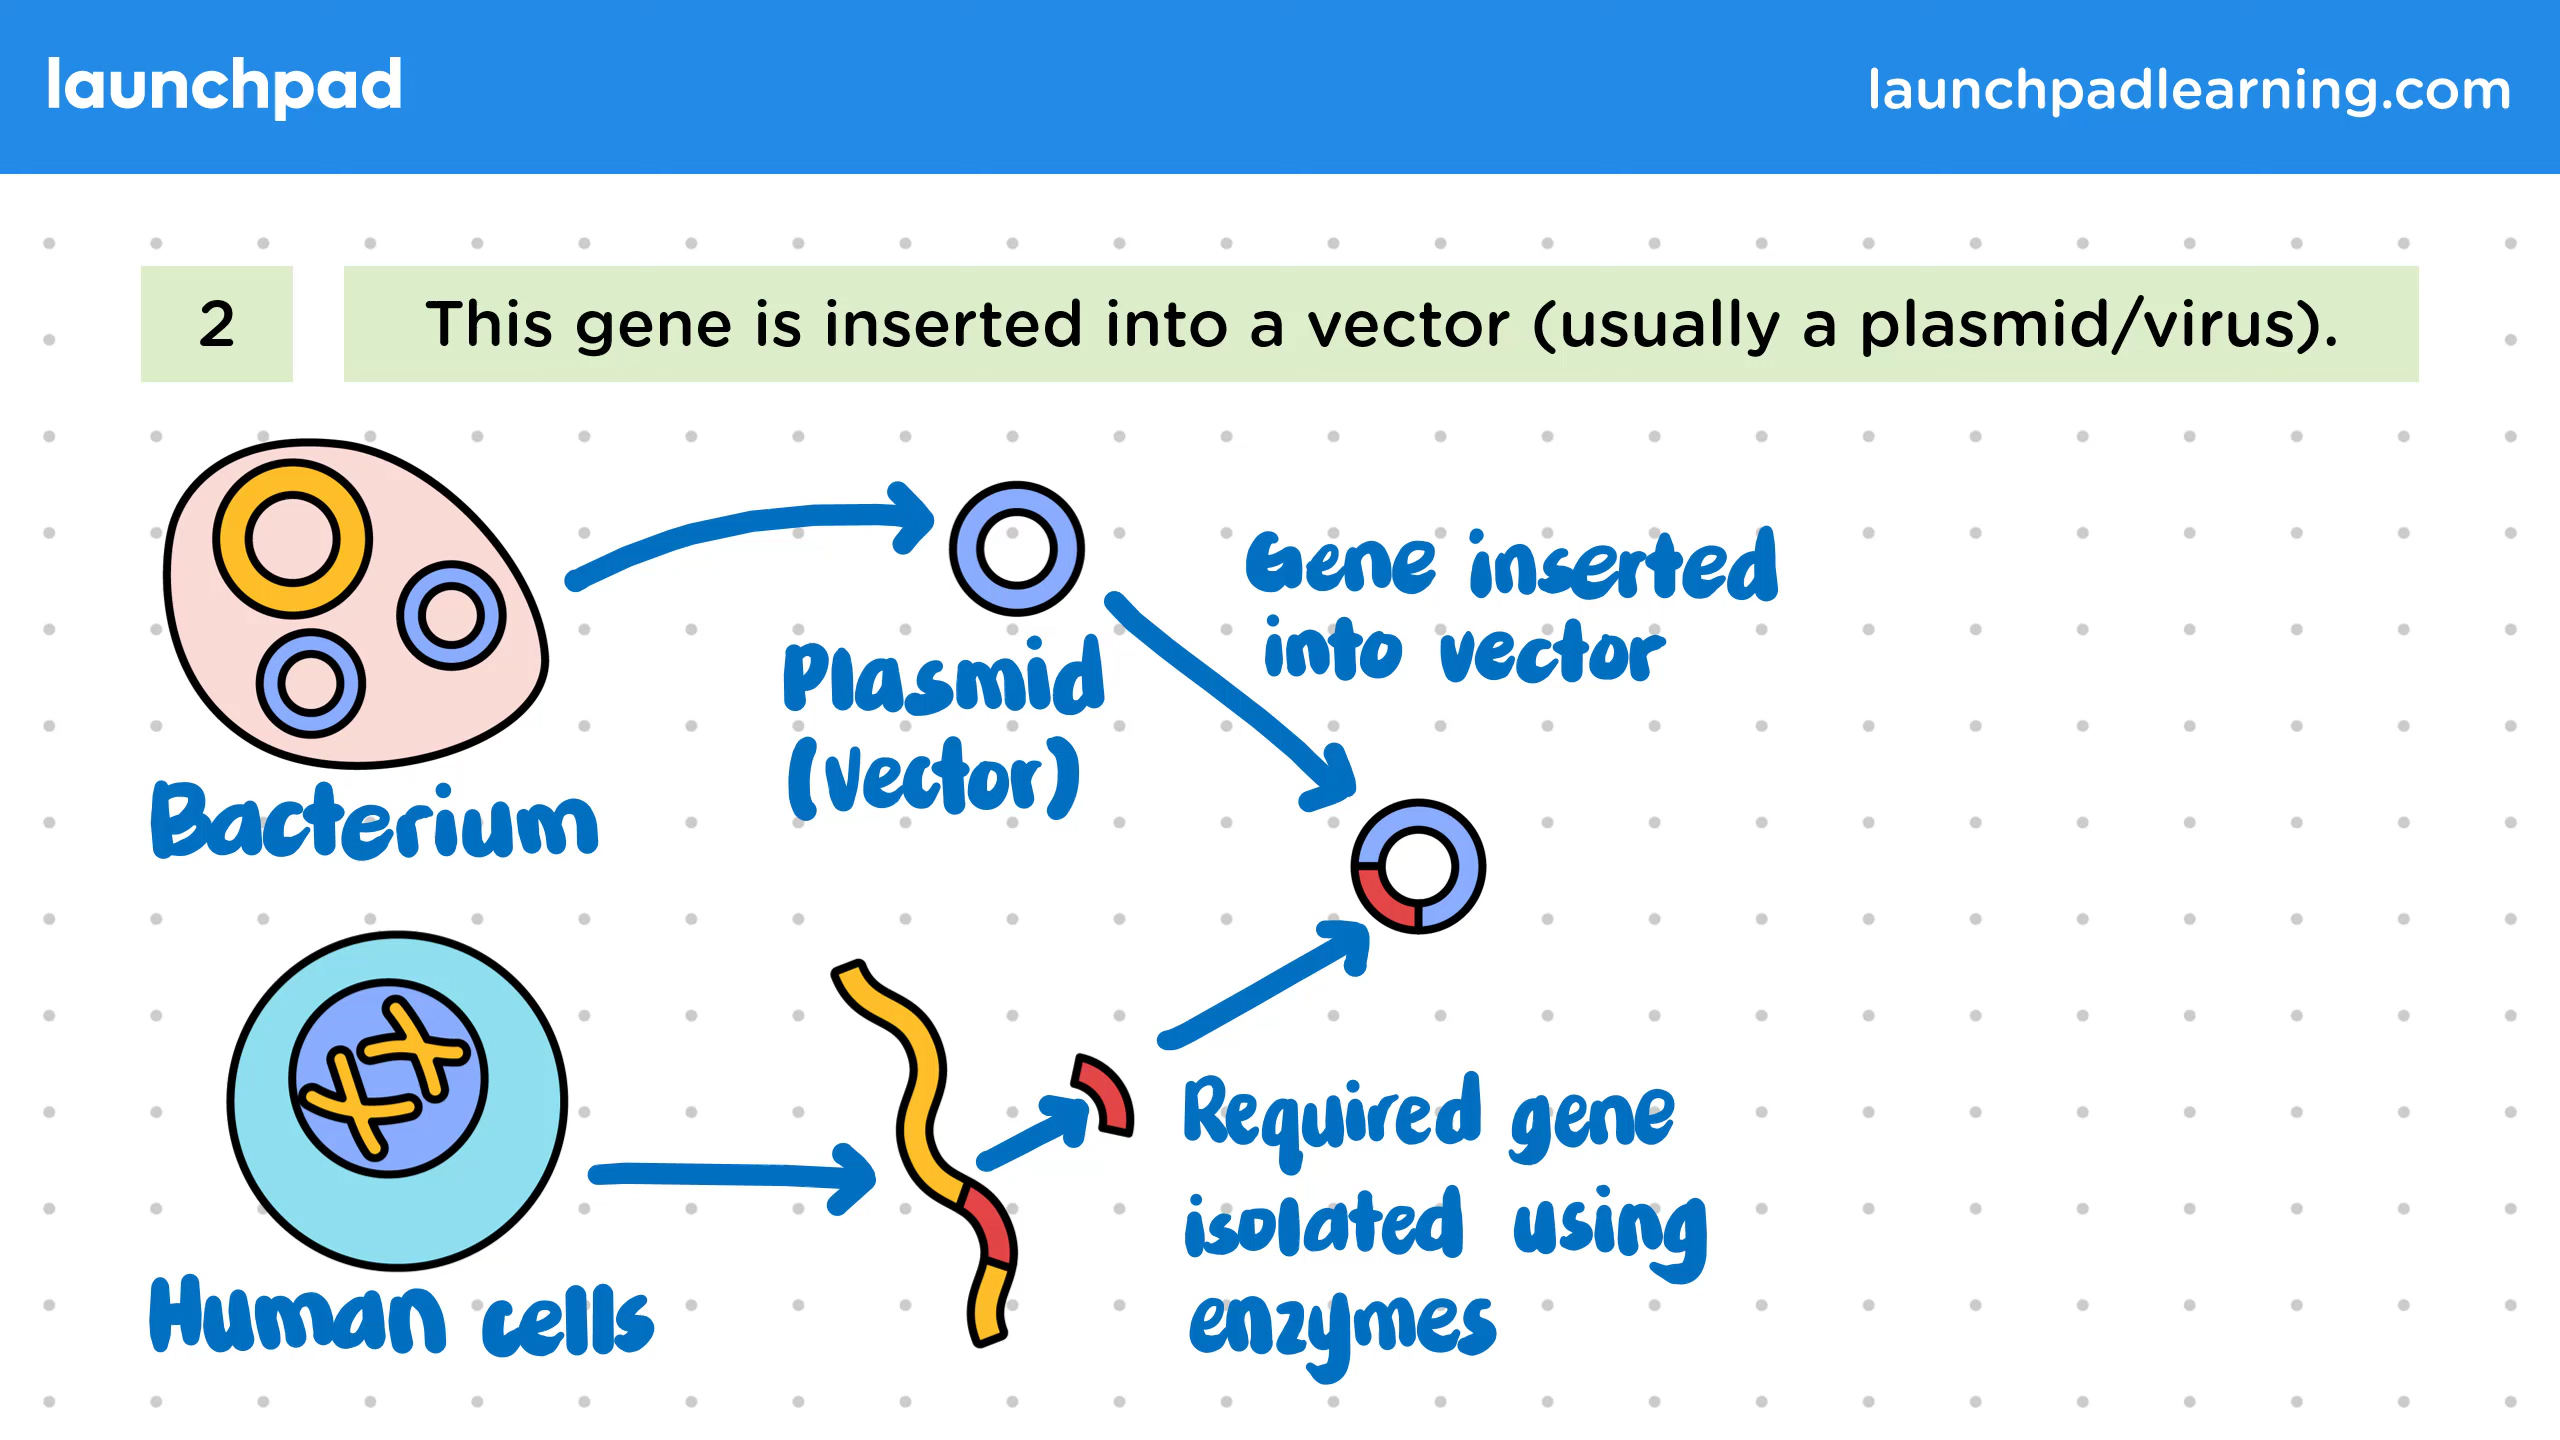 launchpad
launchpadlearning.com
2
This gene is inserted into a vector (usually a plasmid/virus).
Bacterium
Plasmid
(vector)
Gene inserted
into vector
Human cells
Required gene
isolated using
enzymes